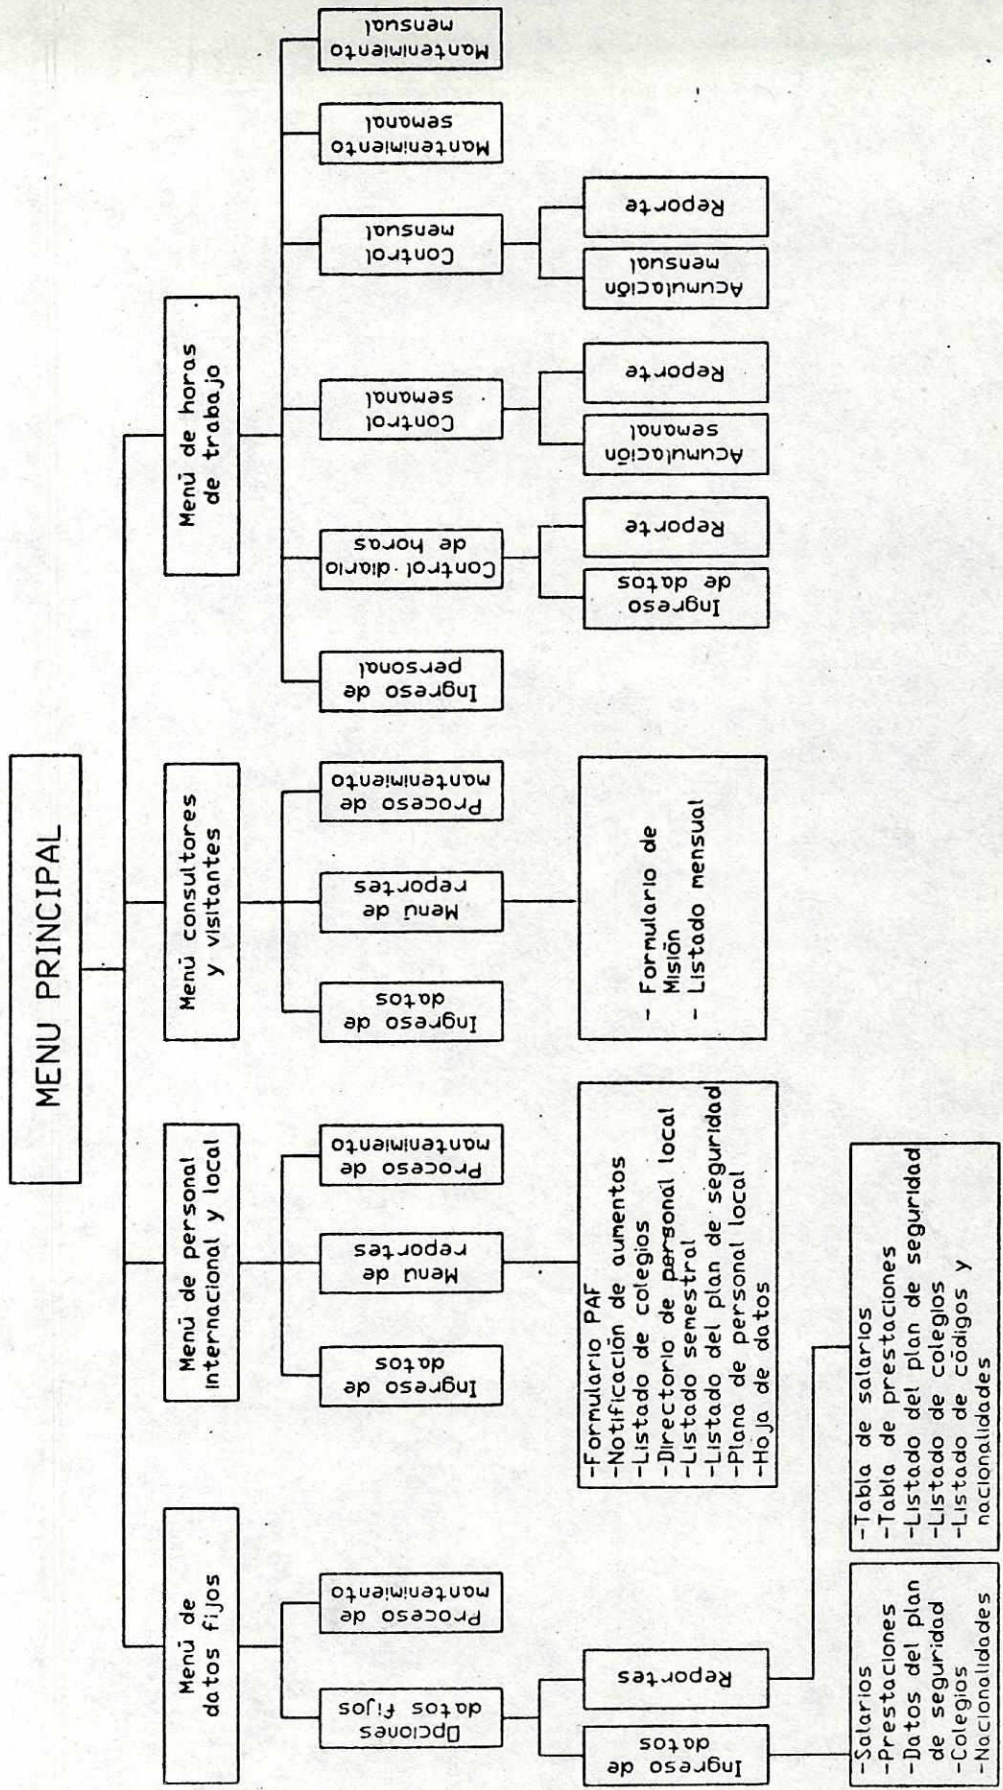 MENU PRINCIPAL
Menú de
datos fijos
Menú de personal
internacional y local
Menú consultores
y visitantes
Menú de horas
de trabajo
Opciones
datos fijos
Proceso de
mantenimiento
Ingreso de
datos
Menú de
reportes
Proceso de
mantenimiento
Ingreso de
datos
Menú de
reportes
Proceso de
mantenimiento
Ingreso de
personal
Control diario
de horas
Control
semanal
Control
mensual
Mantenimiento
semanal
Mantenimiento
mensual
Ingreso de
datos
Reportes
-Formulario PAF
-Notificación de aumentos
-Listado de colegios
-Directorio de personal local
-Listado semestral
-Listado del plan de seguridad
-Plana de personal local
-Hoja de datos
- Formulario de
Misión
- Listado mensual
Ingreso
de datos
Reporte
Acumulación
semanal
Reporte
Acumulación
mensual
Reporte
-Salarios
-Prestaciones
-Datos del plan
de seguridad
-Colegios
-Nacionalidades
-Tabla de salarios
-Tabla de prestaciones
-Listado del plan de seguridad
-Listado de colegios
-Listado de códigos y
nacionalidades